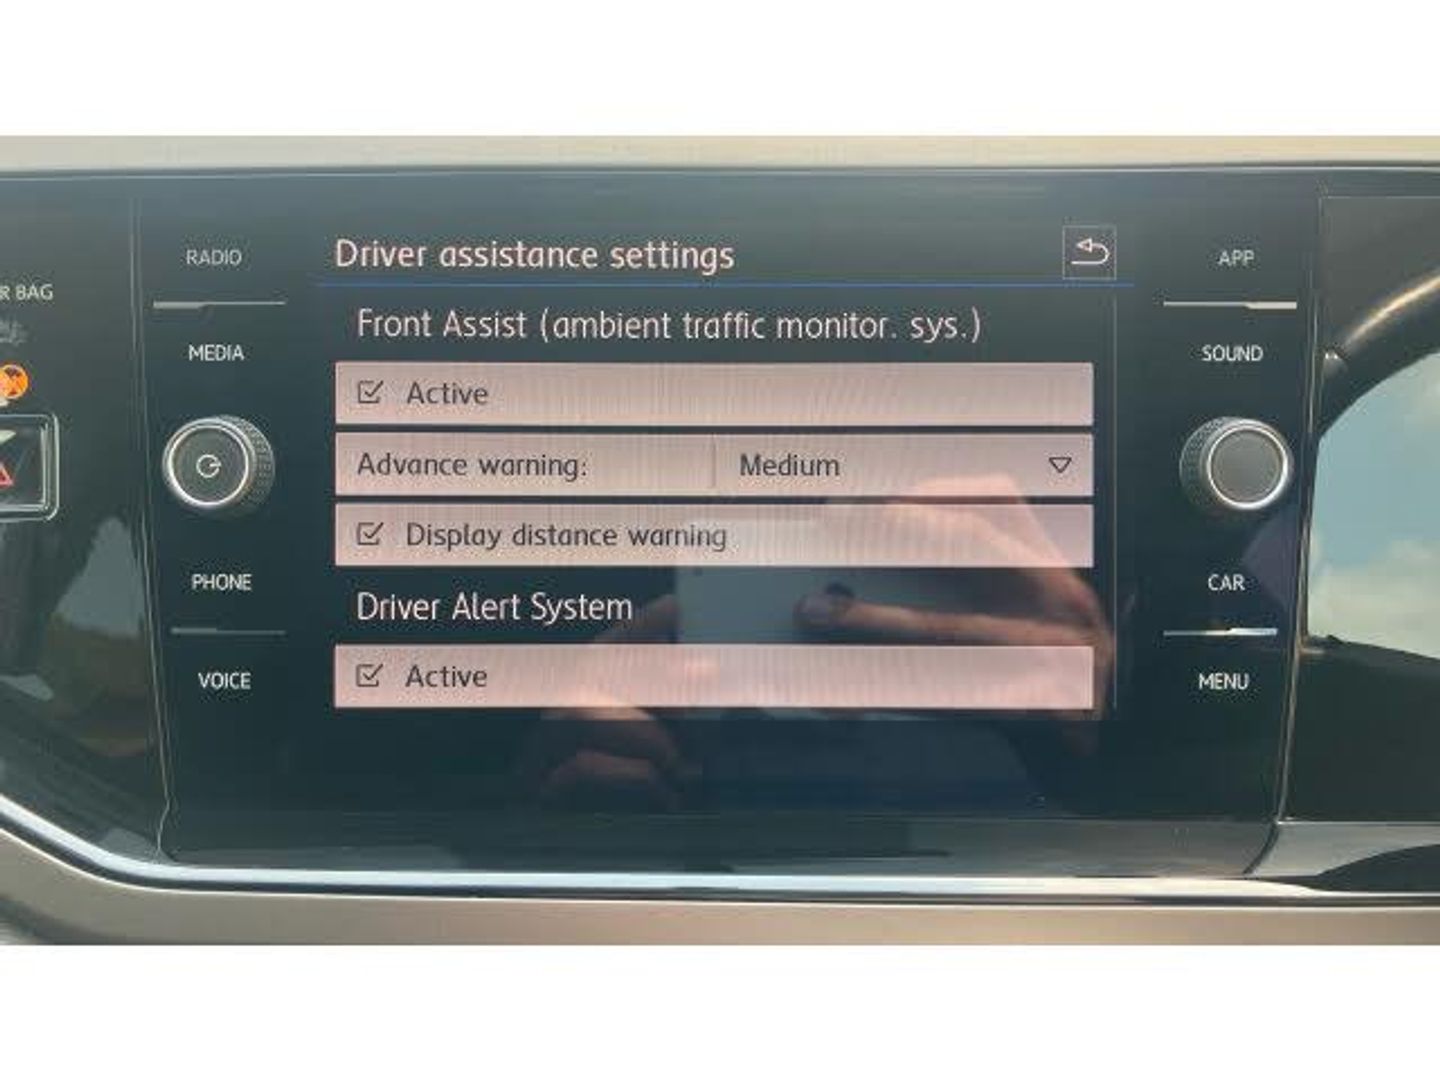 RADIO
MEDIA
PHONE
VOICE
R BAG
Driver assistance settings
Front Assist (ambient traffic monitor. sys.)
Active
Advance warning: Medium
Display distance warning
Driver Alert System
Active
APP
SOUND
CAR
MENU